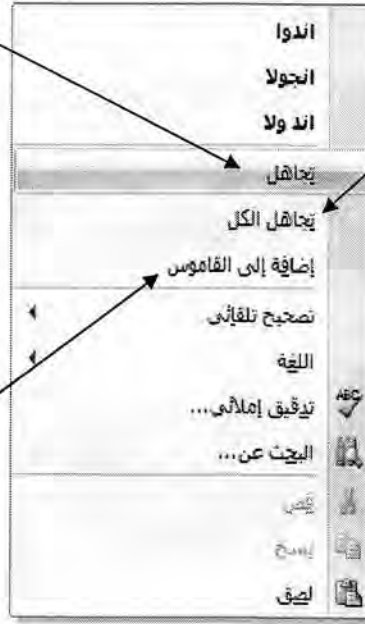 اندوا
انجولا
اند ولا
تجاهل
تجاهل الكل
إضافة إلى القاموس
تصحيح تلقائي
اللغة
ABC
تدقيق إملائي...
البحث عن...
قص
نسخ
لصق